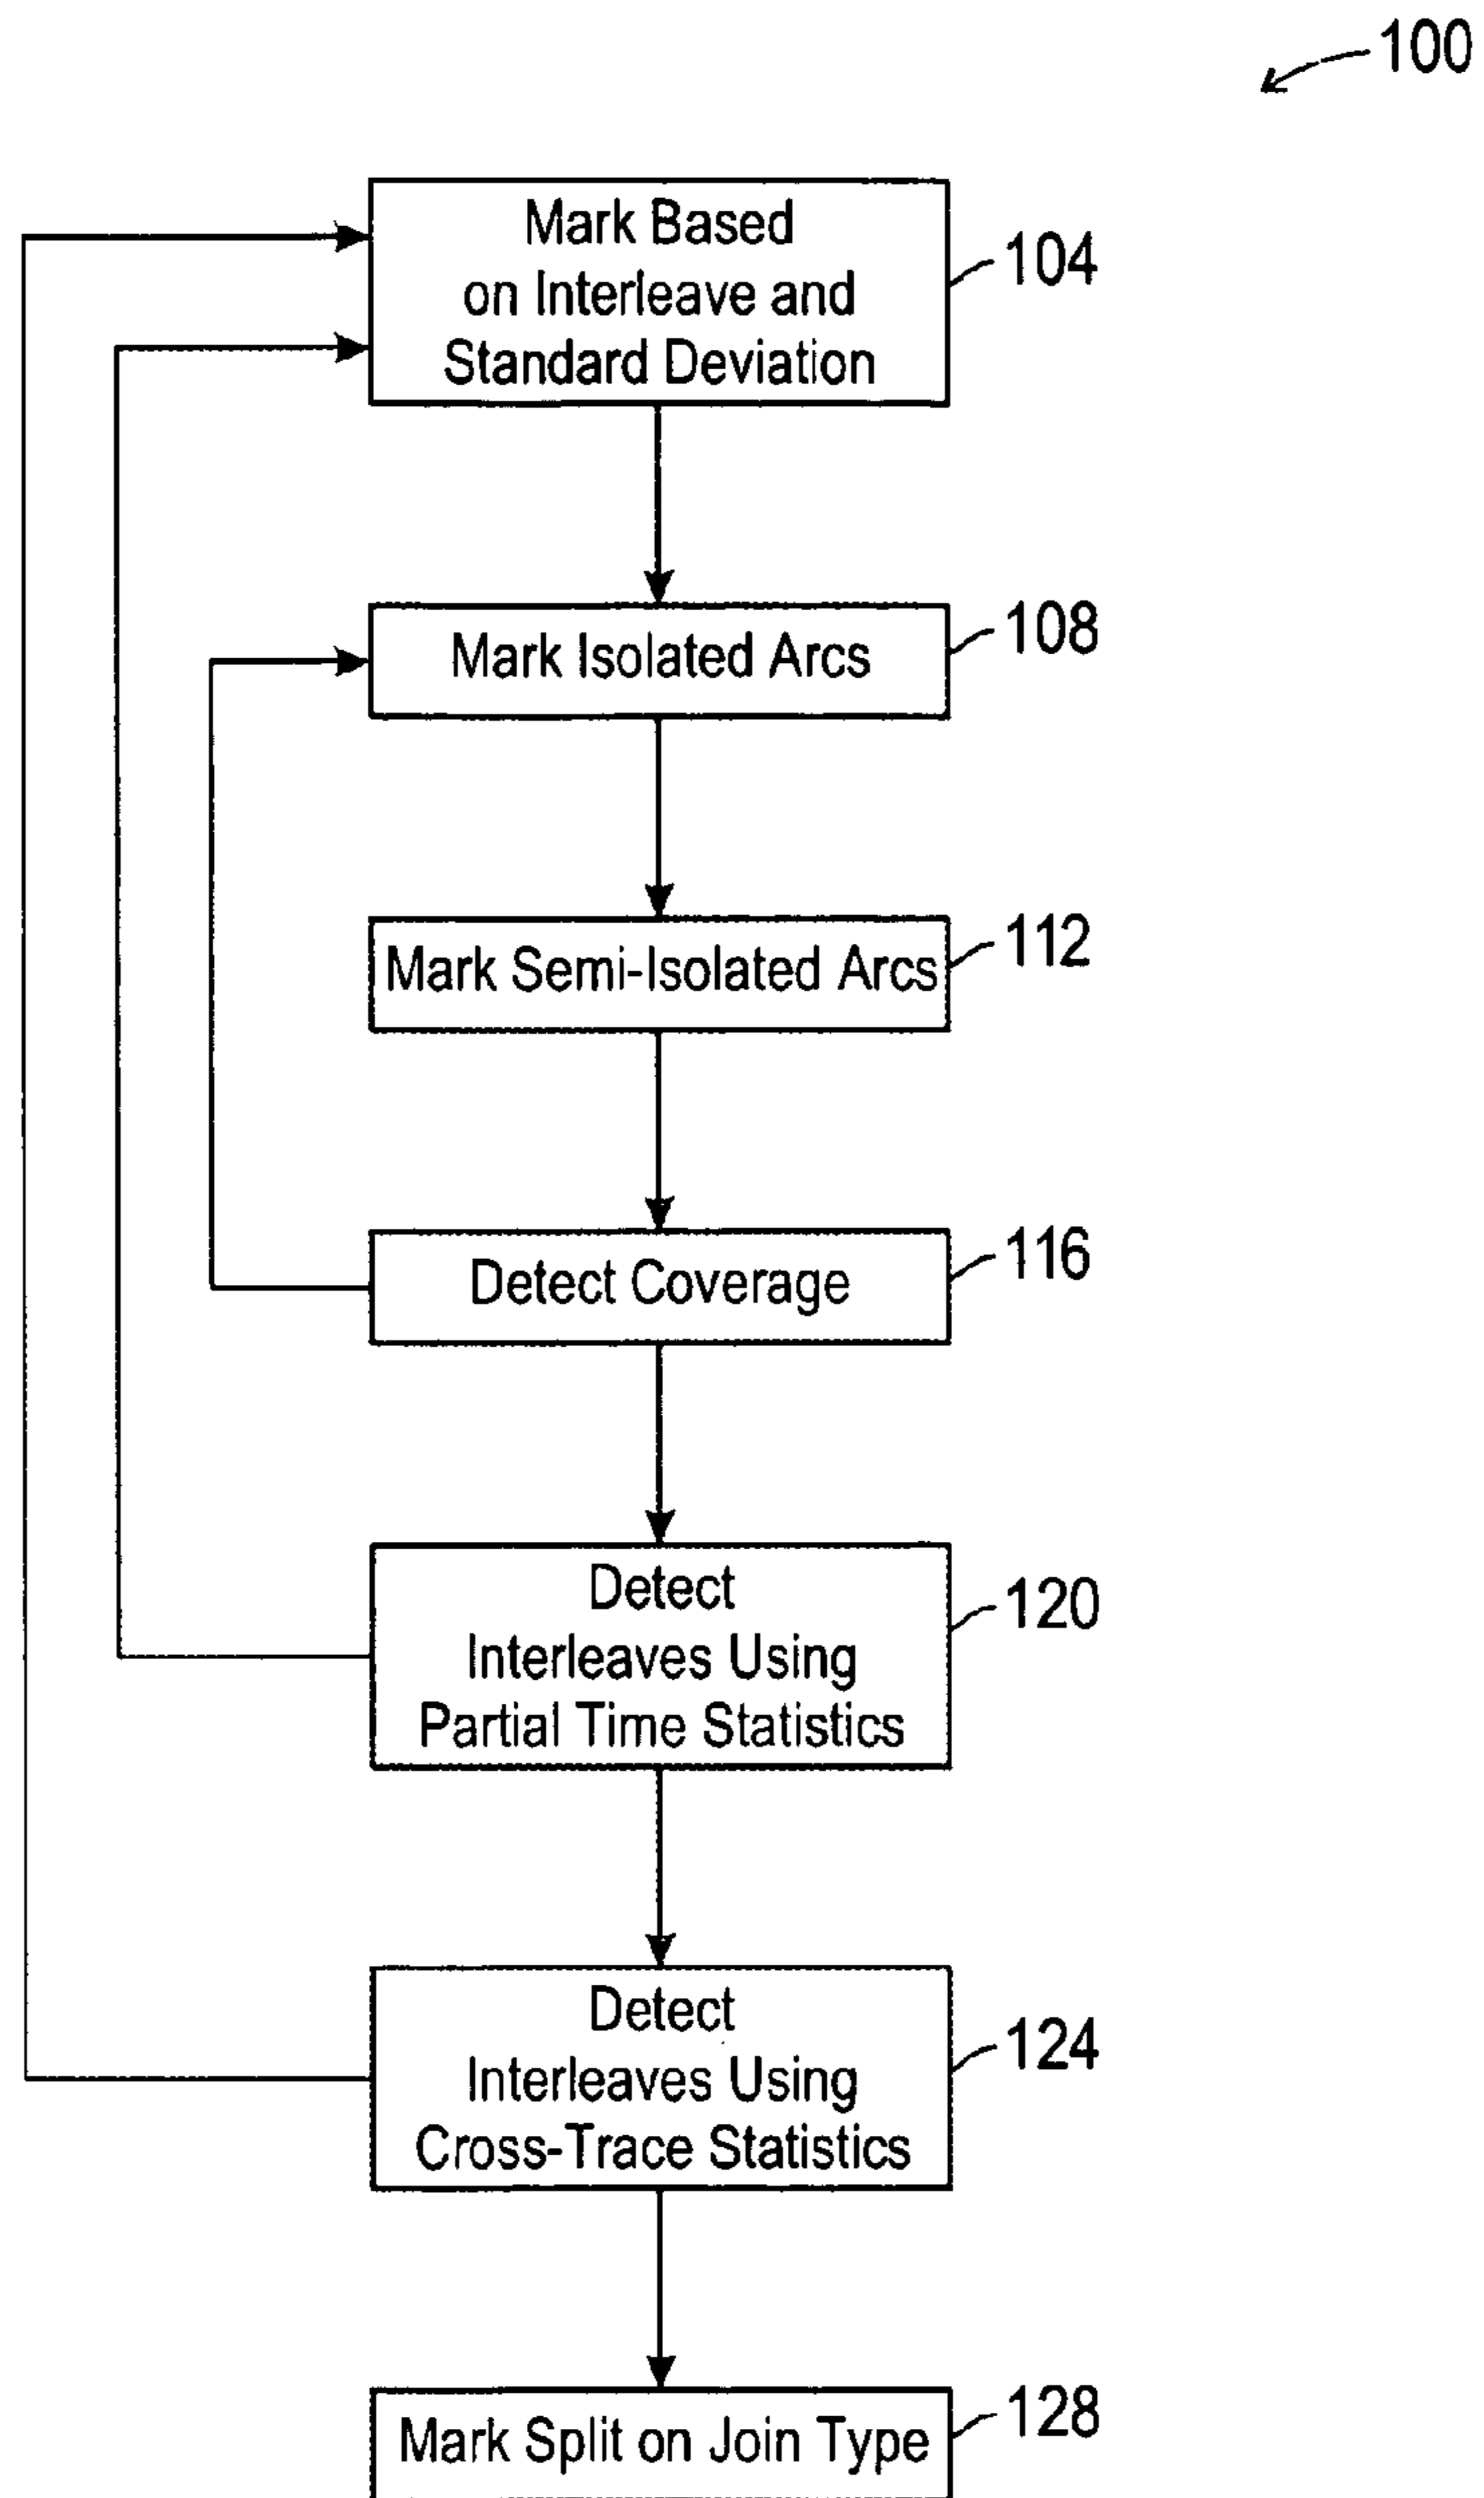 100
Mark Based
on Interleave and
Standard Deviation
104
Mark Isolated Arcs
108
Mark Semi-Isolated Arcs
112
Detect Coverage
116
Detect
Interleaves Using
Partial Time Statistics
120
Detect
Interleaves Using
Cross-Trace Statistics
124
Mark Split on Join Type
128